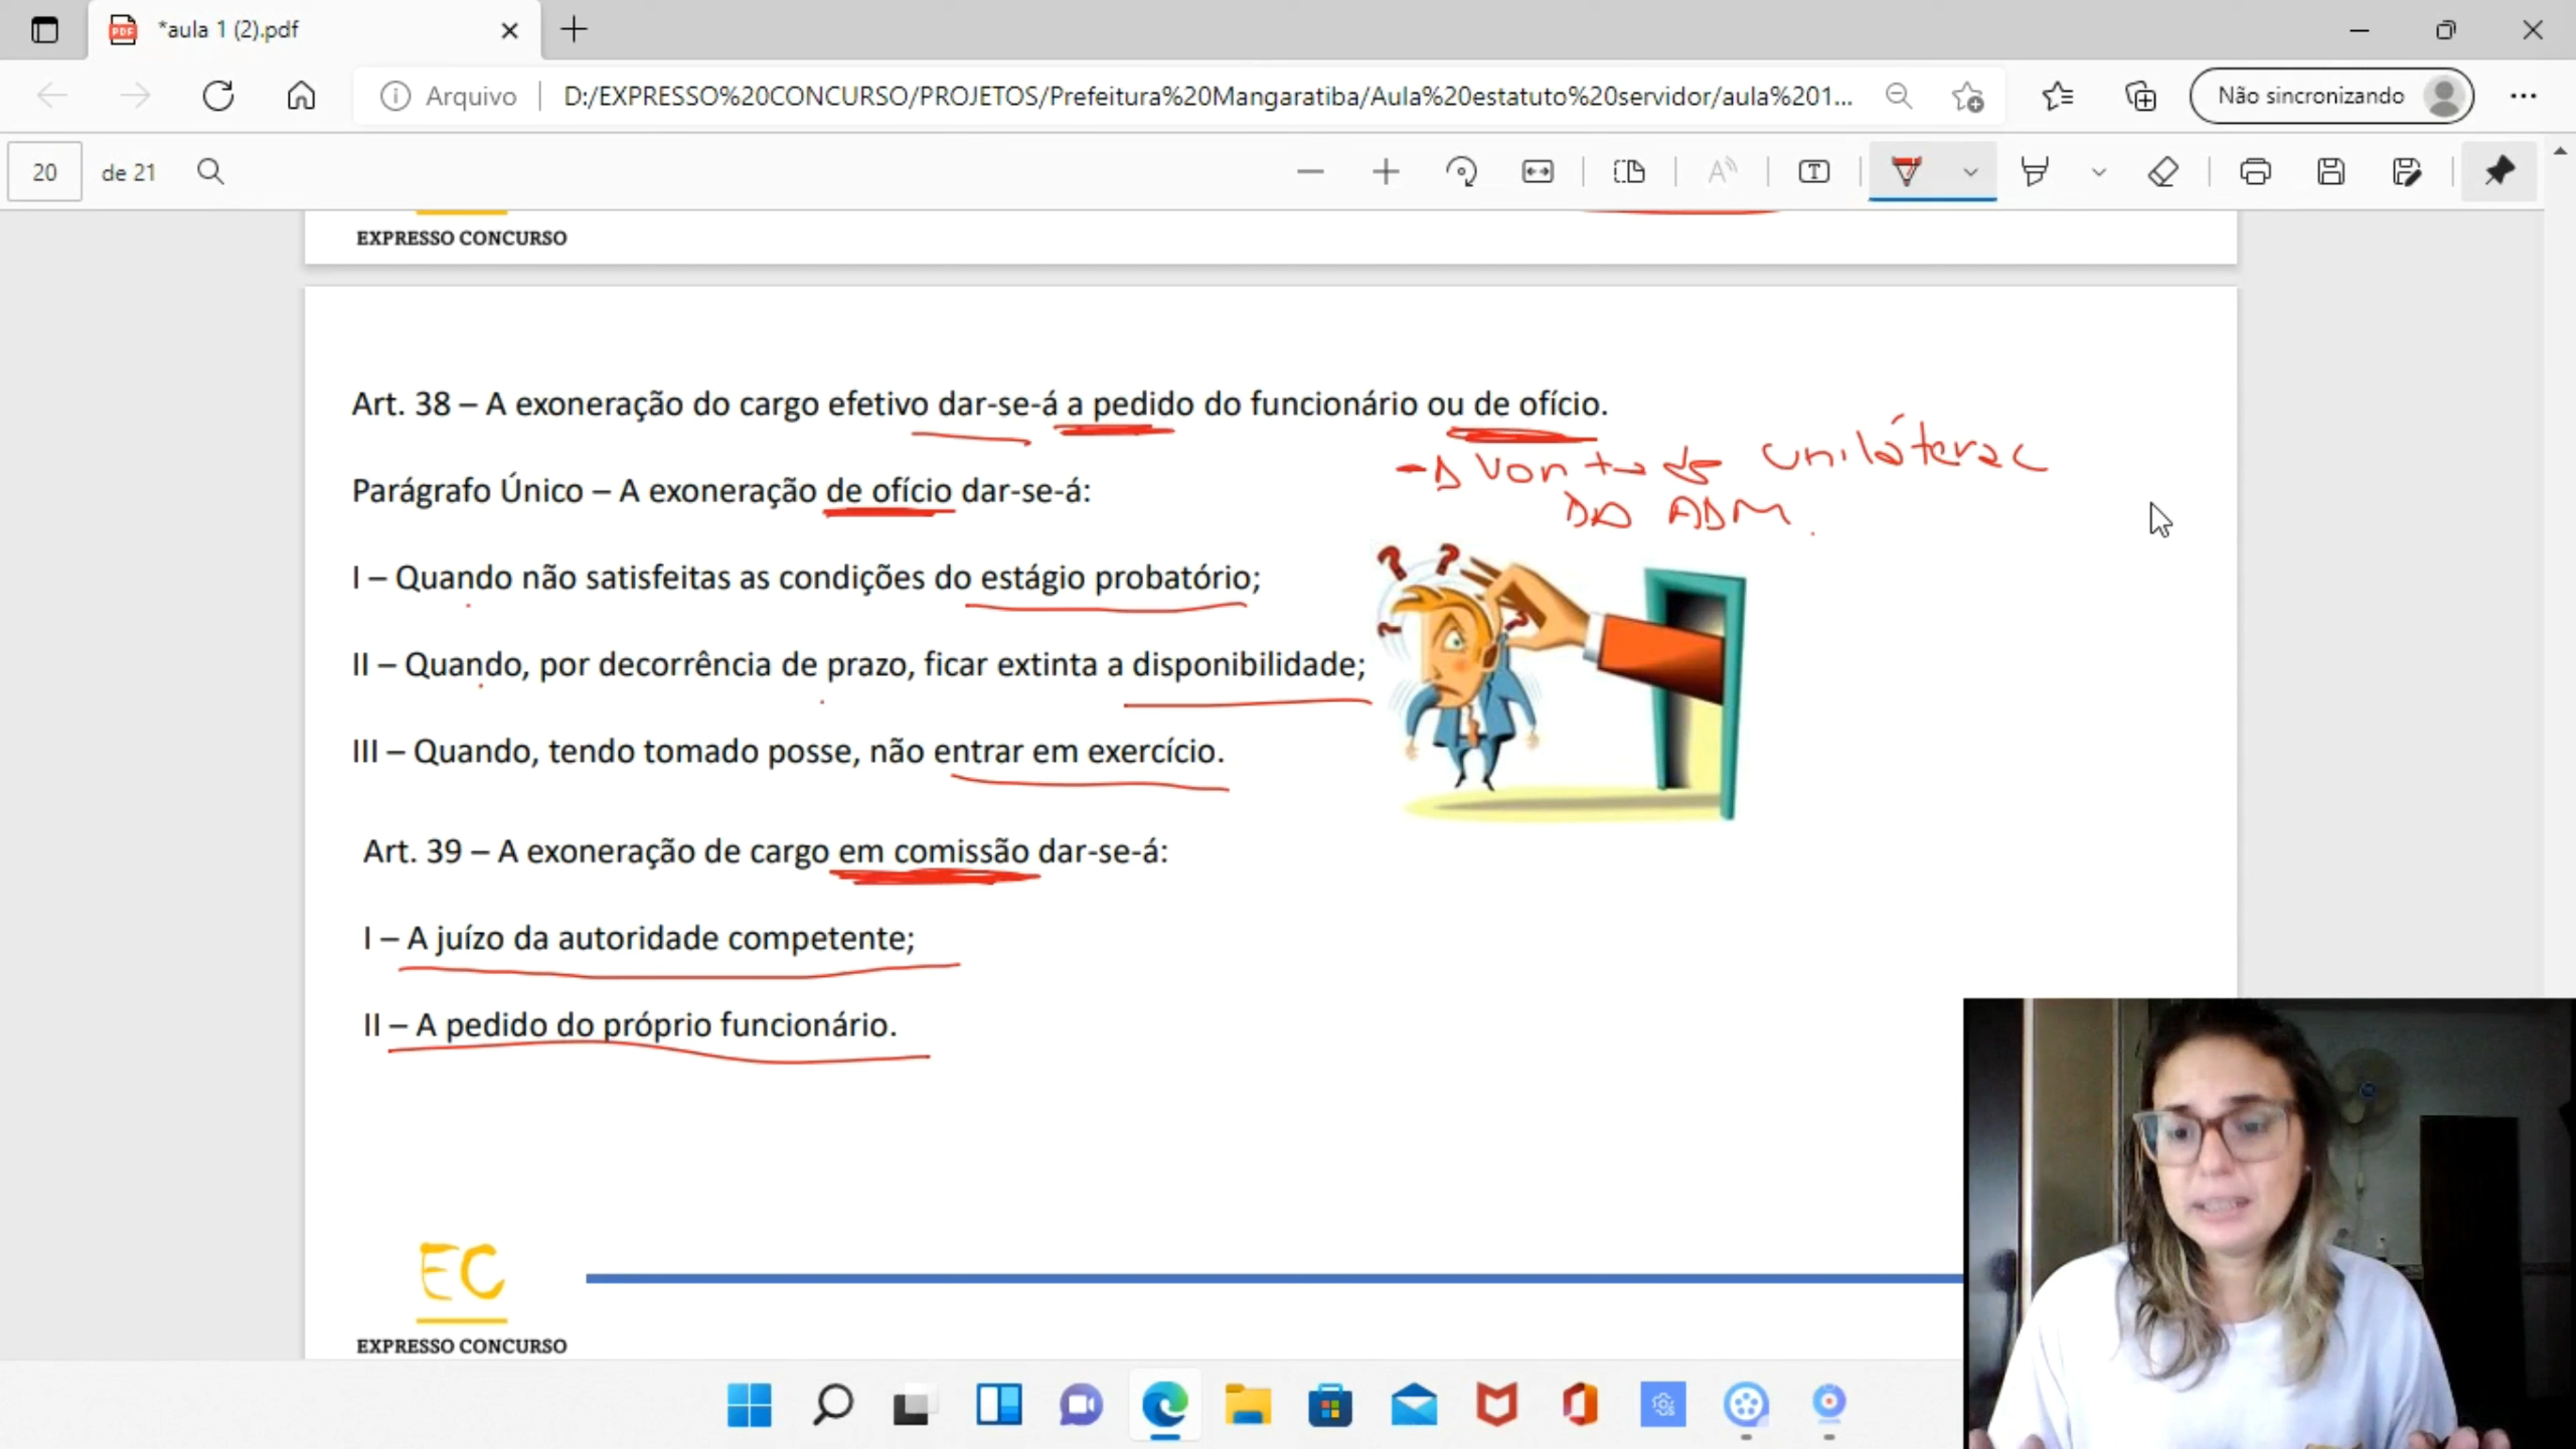 *aula 1 (2).pdf
Arquivo
D:/EXPRESSO%20CONCURSO/PROJETOS/Prefeitura%20Mangaratiba/Aula%20estatuto%20servidor/aula%201...
Não sincronizando
20 de 21
EXPRESSO CONCURSO
Art. 38 – A exoneração do cargo efetivo dar-se-á a pedido do funcionário ou de ofício.
uniláteral
DA ADM.
Parágrafo Único – A exoneração de ofício dar-se-á:
I – Quando não satisfeitas as condições do estágio probatório;
II – Quando, por decorrência de prazo, ficar extinta a disponibilidade;
III – Quando, tendo tomado posse, não entrar em exercício.
Art. 39 – A exoneração de cargo em comissão dar-se-á:
I – A juízo da autoridade competente;
II – A pedido do próprio funcionário.
EC
EXPRESSO CONCURSO